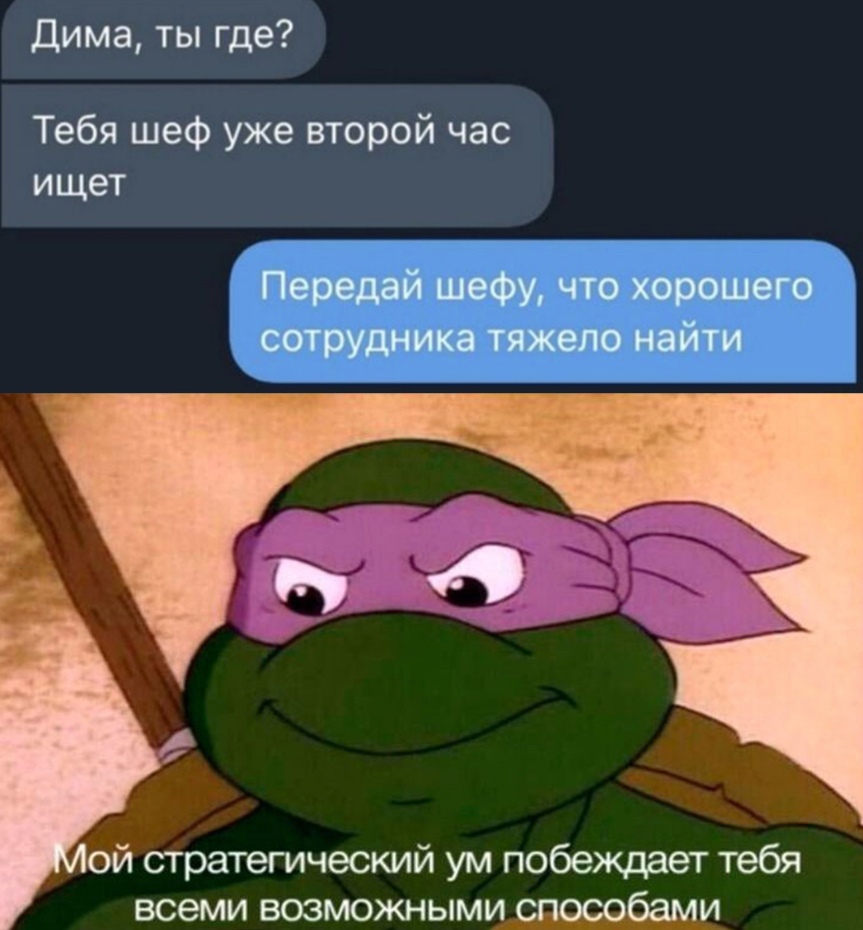 Дима, ты где?
Тебя шеф уже второй час
ищет
Передай шефу, что хорошего
сотрудника тяжело найти
Мой стратегический ум побеждает тебя
всеми возможными способами